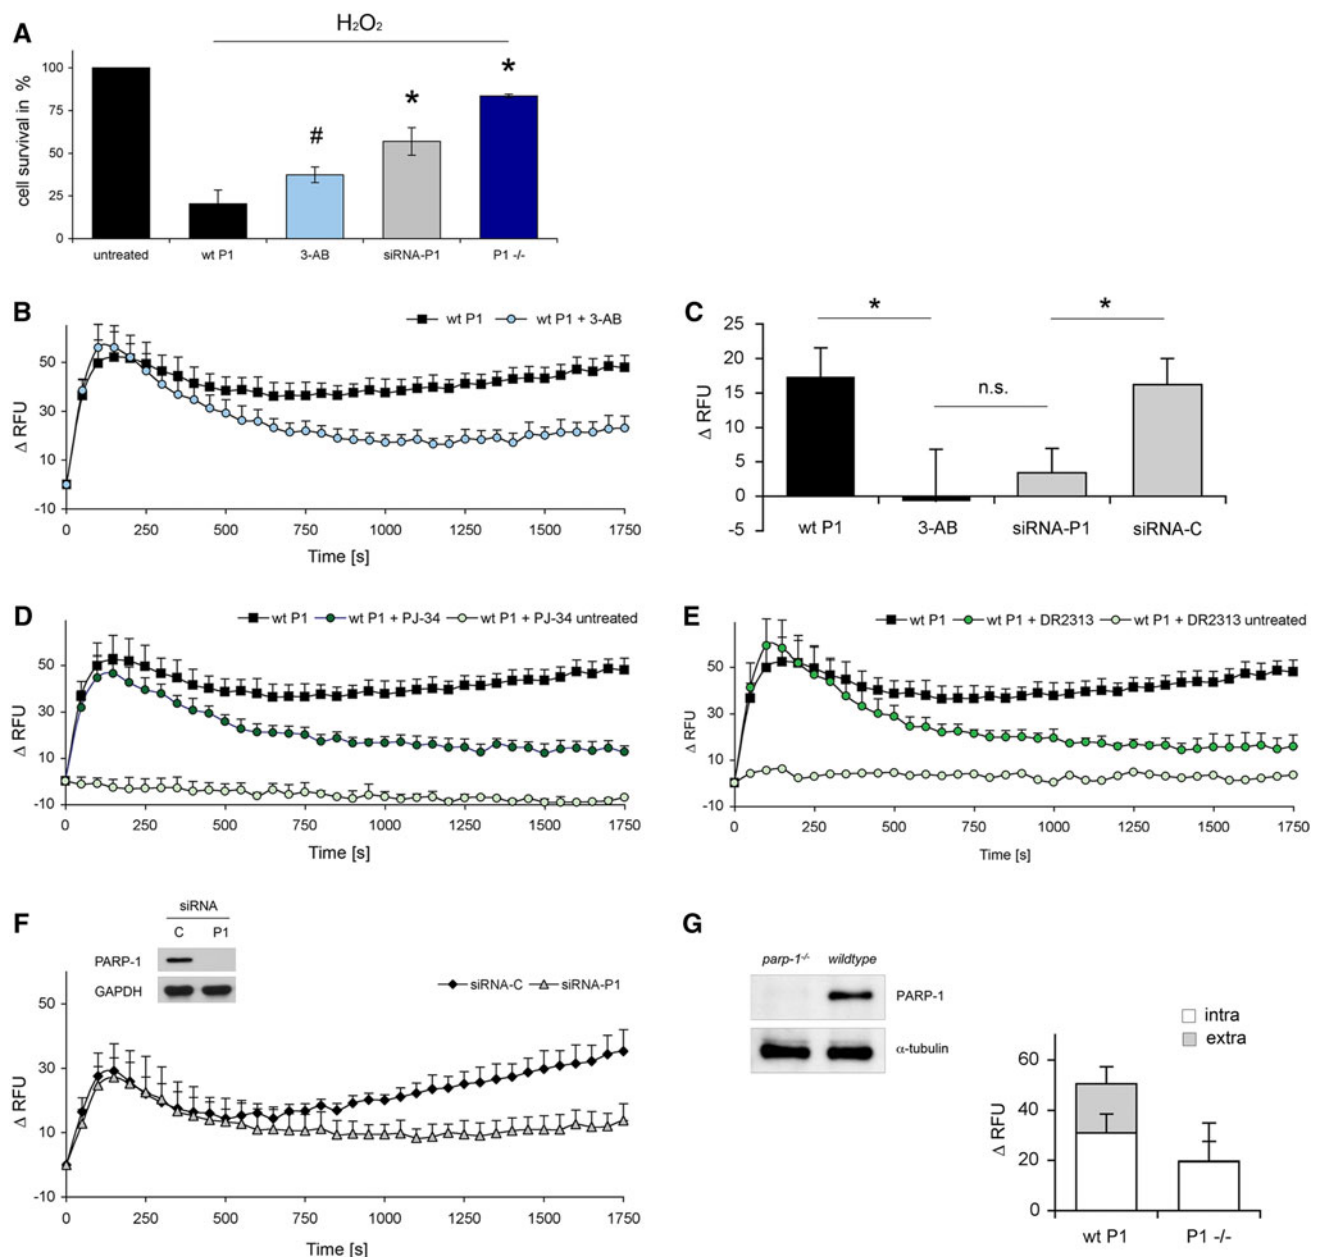 A
H₂O₂
cell survival in %
100
75
50
25
0
#
*
*
untreated wt P1 3-AB siRNA-P1 P1 -/-
B
wt P1 wt P1 + 3-AB
Δ RFU
50
30
10
-10
0 250 500 750 1000 1250 1500 1750
Time [s]
C
* *
n.s.
Δ RFU
25
20
15
10
5
0
-5
wt P1 3-AB siRNA-P1 siRNA-C
D
wt P1 wt P1 + PJ-34 wt P1 + PJ-34 untreated
Δ RFU
50
30
10
-10
0 250 500 750 1000 1250 1500 1750
Time [s]
E
wt P1 wt P1 + DR2313 wt P1 + DR2313 untreated
Δ RFU
50
30
10
-10
0 250 500 750 1000 1250 1500 1750
Time [s]
F
siRNA
C P1
PARP-1
GAPDH
siRNA-C siRNA-P1
Δ RFU
50
30
10
-10
0 250 500 750 1000 1250 1500 1750
Time [s]
G
parp-1-/- wildtype
PARP-1
α-tubulin
intra
extra
Δ RFU
60
40
20
0
wt P1 P1 -/-